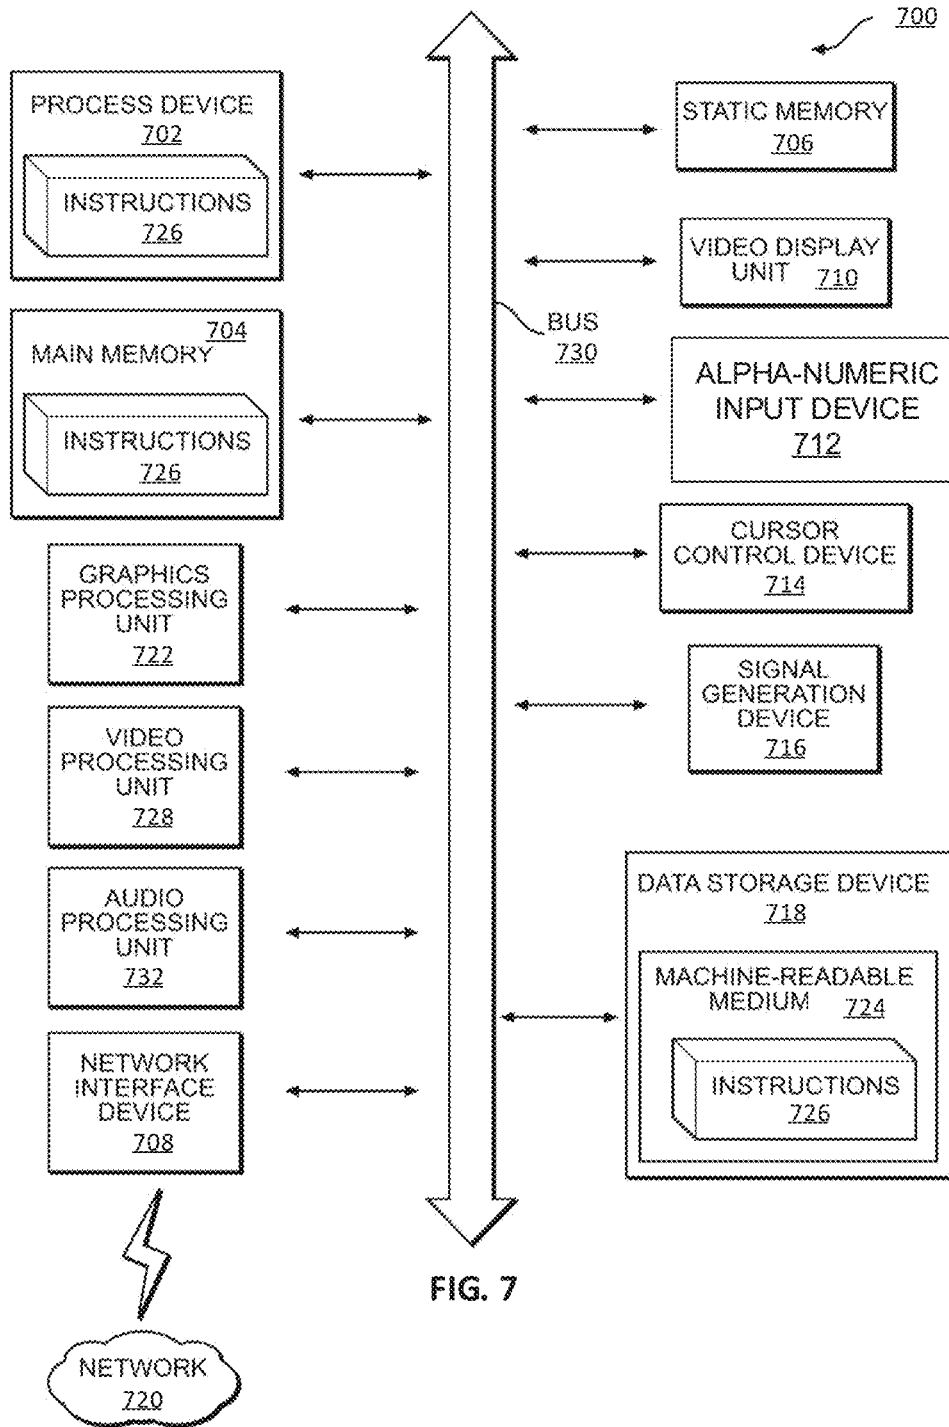 700
PROCESS DEVICE
702
INSTRUCTIONS
726
STATIC MEMORY
706
VIDEO DISPLAY
UNIT 710
704
MAIN MEMORY
INSTRUCTIONS
726
BUS
730
ALPHA-NUMERIC
INPUT DEVICE
712
CURSOR
CONTROL DEVICE
714
GRAPHICS
PROCESSING
UNIT
722
SIGNAL
GENERATION
DEVICE
716
VIDEO
PROCESSING
UNIT
728
AUDIO
PROCESSING
UNIT
732
DATA STORAGE DEVICE
718
MACHINE-READABLE
MEDIUM 724
INSTRUCTIONS
726
NETWORK
INTERFACE
DEVICE
708
FIG. 7
NETWORK
720